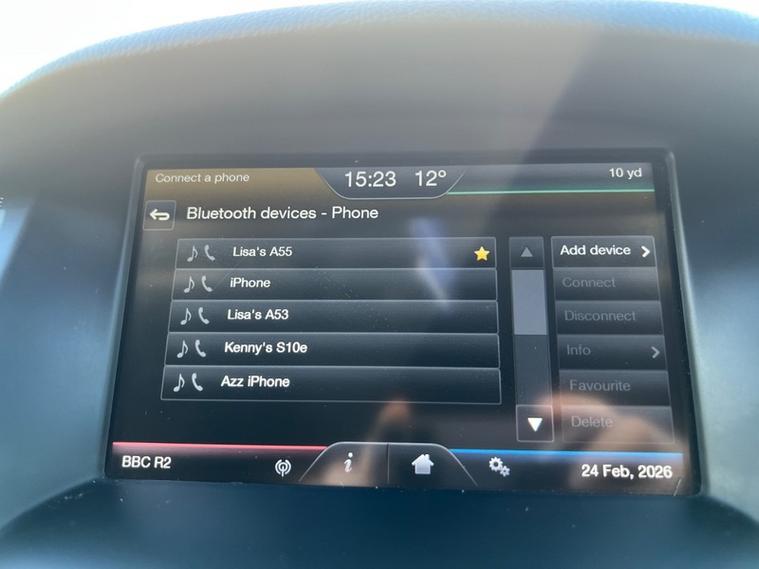 Connect a phone
15:23 12°
10 yd
Bluetooth devices - Phone
Lisa's A55
iPhone
Lisa's A53
Kenny's S10e
Azz iPhone
Add device
Connect
Disconnect
Info
Favourite
Delete
BBC R2
24 Feb, 2026